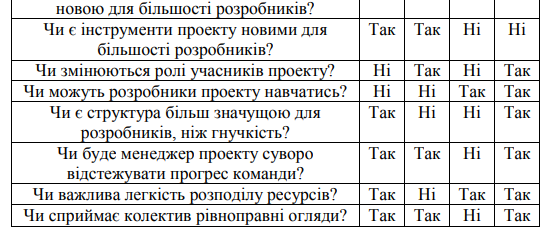 новою для більшості розробників?
Чи є інструменти проекту новими для Так Так Ні Ні
більшості розробників?
Чи змінюються ролі учасників проекту? Ні Так Ні Так
Чи можуть розробники проекту навчатись? Ні Ні Так Так
Чи є структура більш значущою для Так Ні Ні Так
розробників, ніж гнучкість?
Чи буде менеджер проекту суворо Так Так Ні Так
відстежувати прогрес команди?
Чи важлива легкість розподілу ресурсів? Так Ні Так Так
Чи сприймає колектив рівноправні огляди? Так Так Ні Так